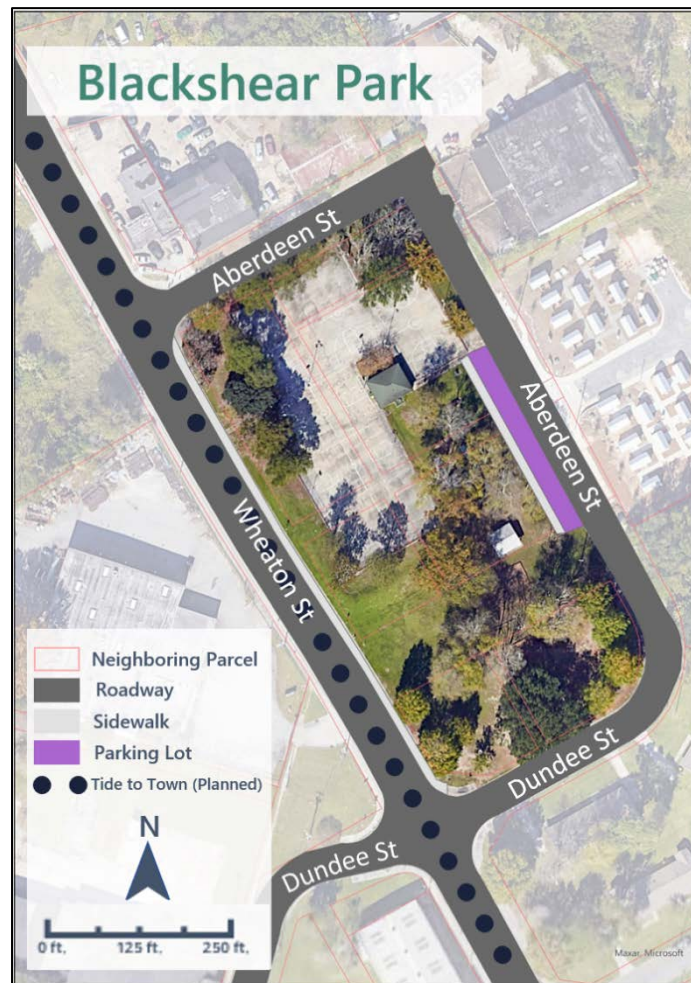 Blackshear Park
Aberdeen St
Aberdeen St
Wheaton St
Dundee St
Dundee St
Neighboring Parcel
Roadway
Sidewalk
Parking Lot
Tide to Town (Planned)
N
0 ft. 125 ft. 250 ft.
Maxar, Microsoft